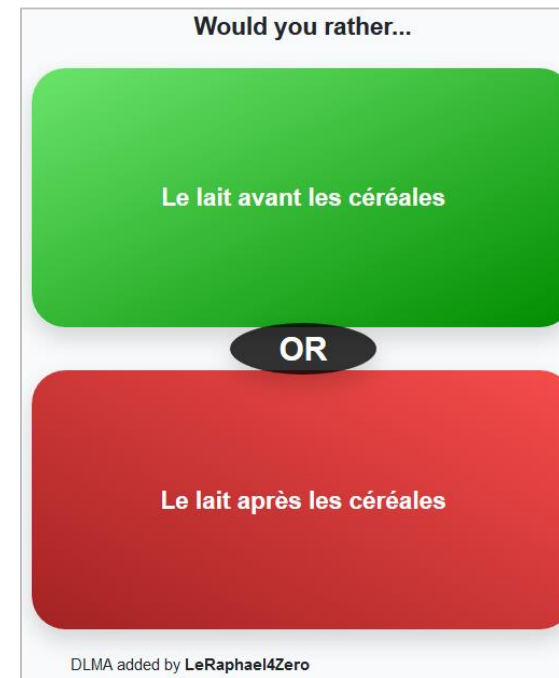 Would you rather...
Le lait avant les céréales
OR
Le lait après les céréales
DLMA added by LeRaphael4Zero